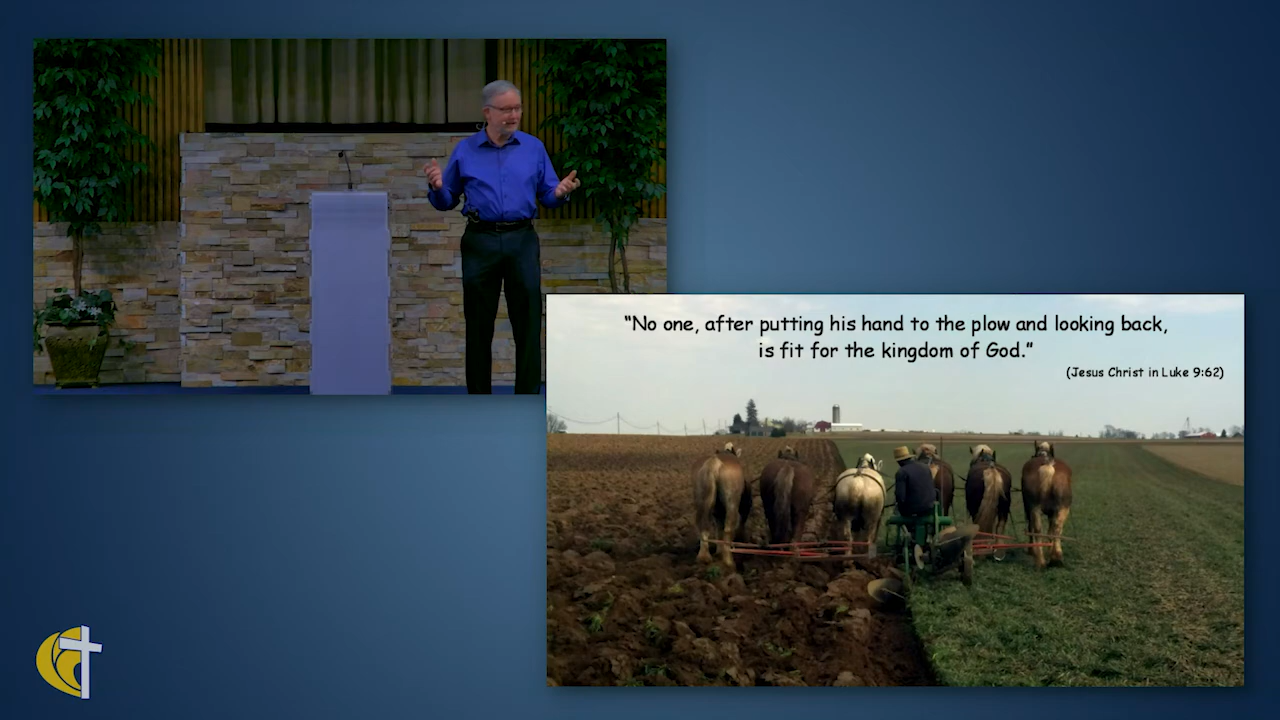 “No one, after putting his hand to the plow and looking back,
is fit for the kingdom of God.”
(Jesus Christ in Luke 9:62)